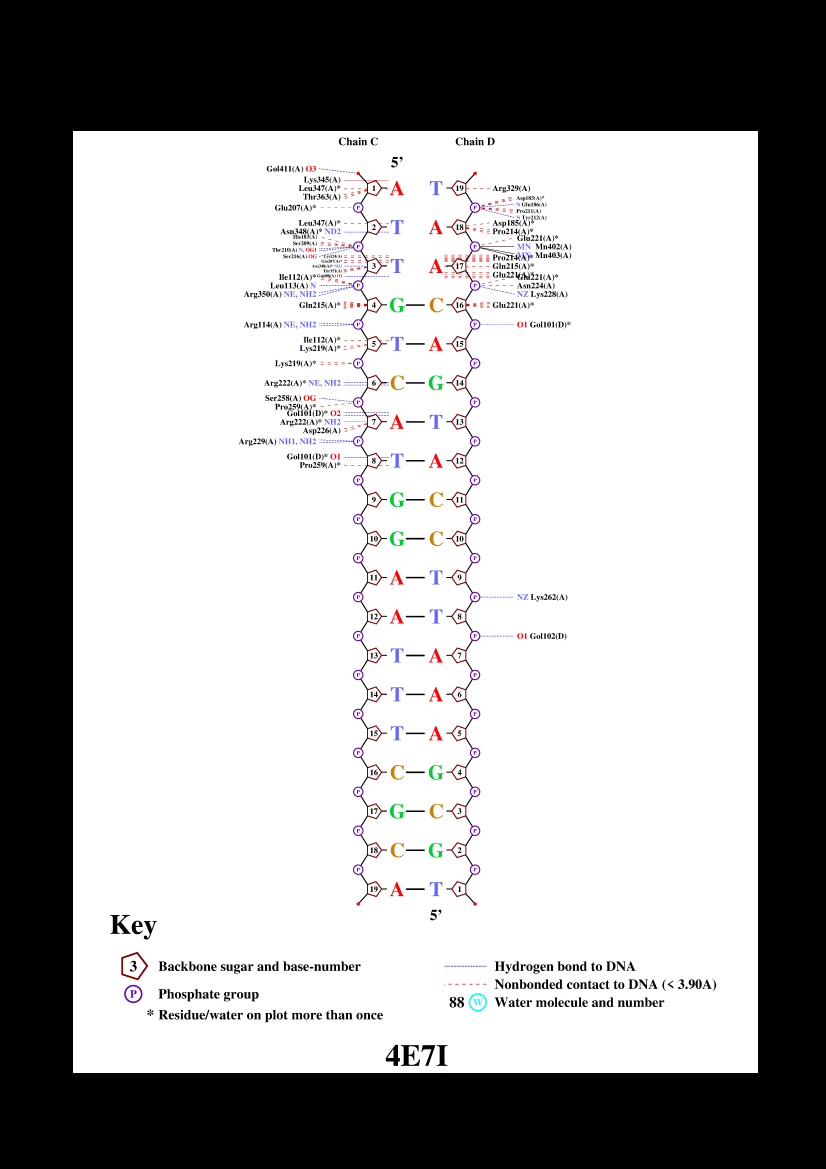 Chain C Chain D
5’
Gol411(A) O3
Lys345(A)
Leu347(A)* 1 A T 19 Arg329(A)
Thr363(A)
Asp185(A)*
N Gln186(A)
Glu207(A)* P P Pro211(A)
N Tyr212(A)
Leu347(A)* Asp185(A)*
2 T A 18
Asn348(A)* ND2 Pro214(A)*
His183(A)
Glu221(A)*
Ser209(A)
P P MN Mn402(A)
Thr210(A) N, OG1
Mn403(A)
Ser216(A) OG
Pro214(A)*
3 T A 17
Gln215(A)*
Ile112(A)* Glu221(A)*
Glu221(A)*
Leu113(A) N P P Asn224(A)
Arg350(A) NE, NH2 NZ Lys228(A)
Gln215(A)* 4 G C 16 Glu221(A)*
Arg114(A) NE, NH2 P P O1 Gol101(D)*
Ile112(A)*
5 T A 15
Lys219(A)*
Lys219(A)* P P
Arg222(A)* NE, NH2 6 C G 14
Ser258(A) OG
P P
Pro259(A)*
Gol101(D)* O2
Arg222(A)* NH2 7 A T 13
Asp226(A)
Arg229(A) NH1, NH2 P P
Gol101(D)* O1
8 T A 12
Pro259(A)*
P P
9 G C 11
P P
10 G C 10
P P
11 A T 9
P P NZ Lys262(A)
12 A T 8
P P O1 Gol102(D)
13 T A 7
P P
14 T A 6
P P
15 T A 5
P P
16 C G 4
P P
17 G C 3
P P
18 C G 2
P P
19 A T 1
5’
Key
3 Backbone sugar and base-number
P Phosphate group
* Residue/water on plot more than once
Hydrogen bond to DNA
Nonbonded contact to DNA (< 3.90A)
88 W Water molecule and number
4E7I